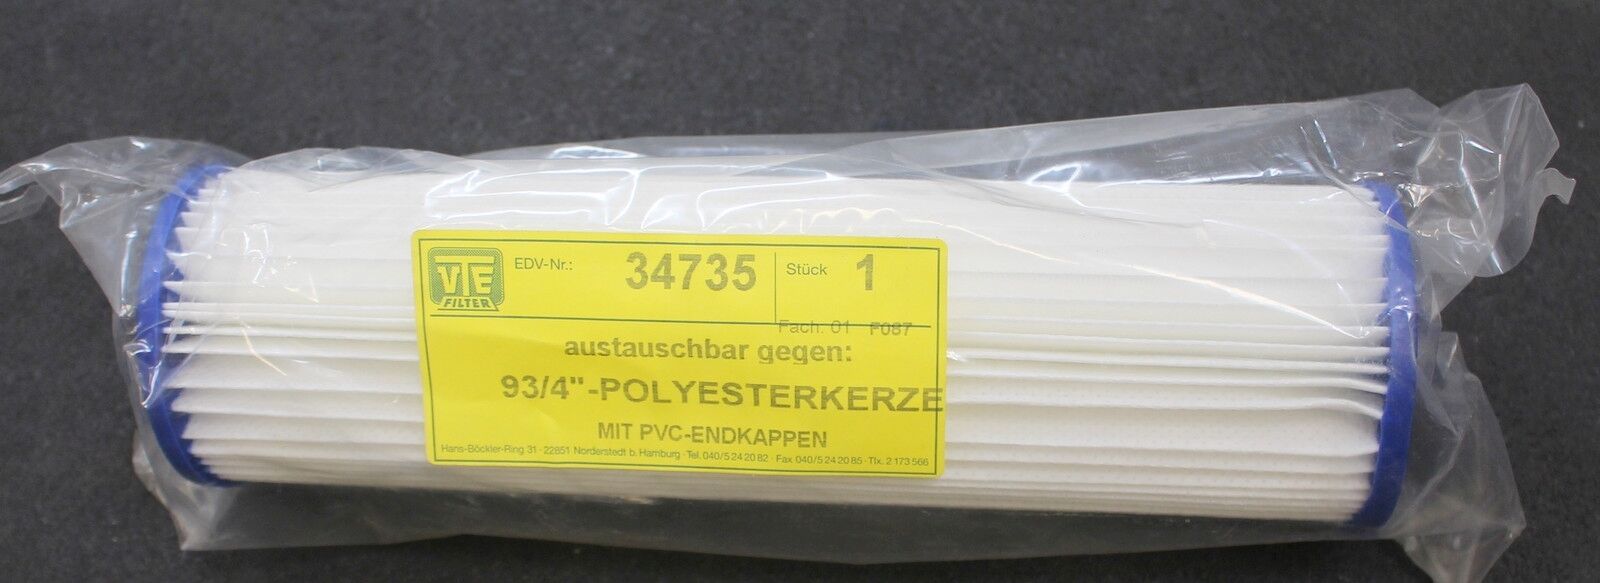 VTE
FILTER
EDV-Nr.: 34735 Stück 1
Fach: 01 F087
austauschbar gegen:
93/4"-POLYESTERKERZE
MIT PVC-ENDKAPPEN
Hans-Böckler-Ring 31 · 22851 Norderstedt b. Hamburg · Tel. 040/5 24 20 82 · Fax 040/5 24 20 85 · Tlx. 2 173 566